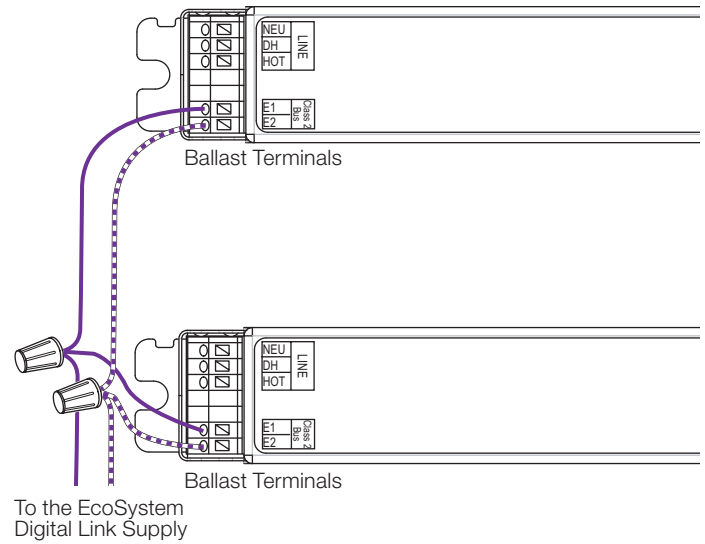 NEU
DH
HOT
LINE
E1
E2
Class 2
Bus
Ballast Terminals
NEU
DH
HOT
LINE
E1
E2
Class 2
Bus
Ballast Terminals
To the EcoSystem
Digital Link Supply